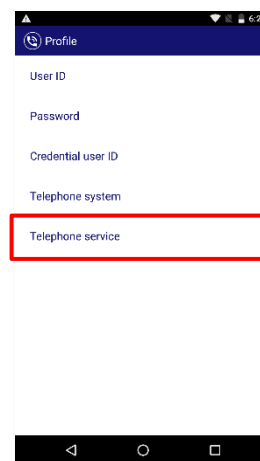 Profile
User ID
Password
Credential user ID
Telephone system
Telephone service